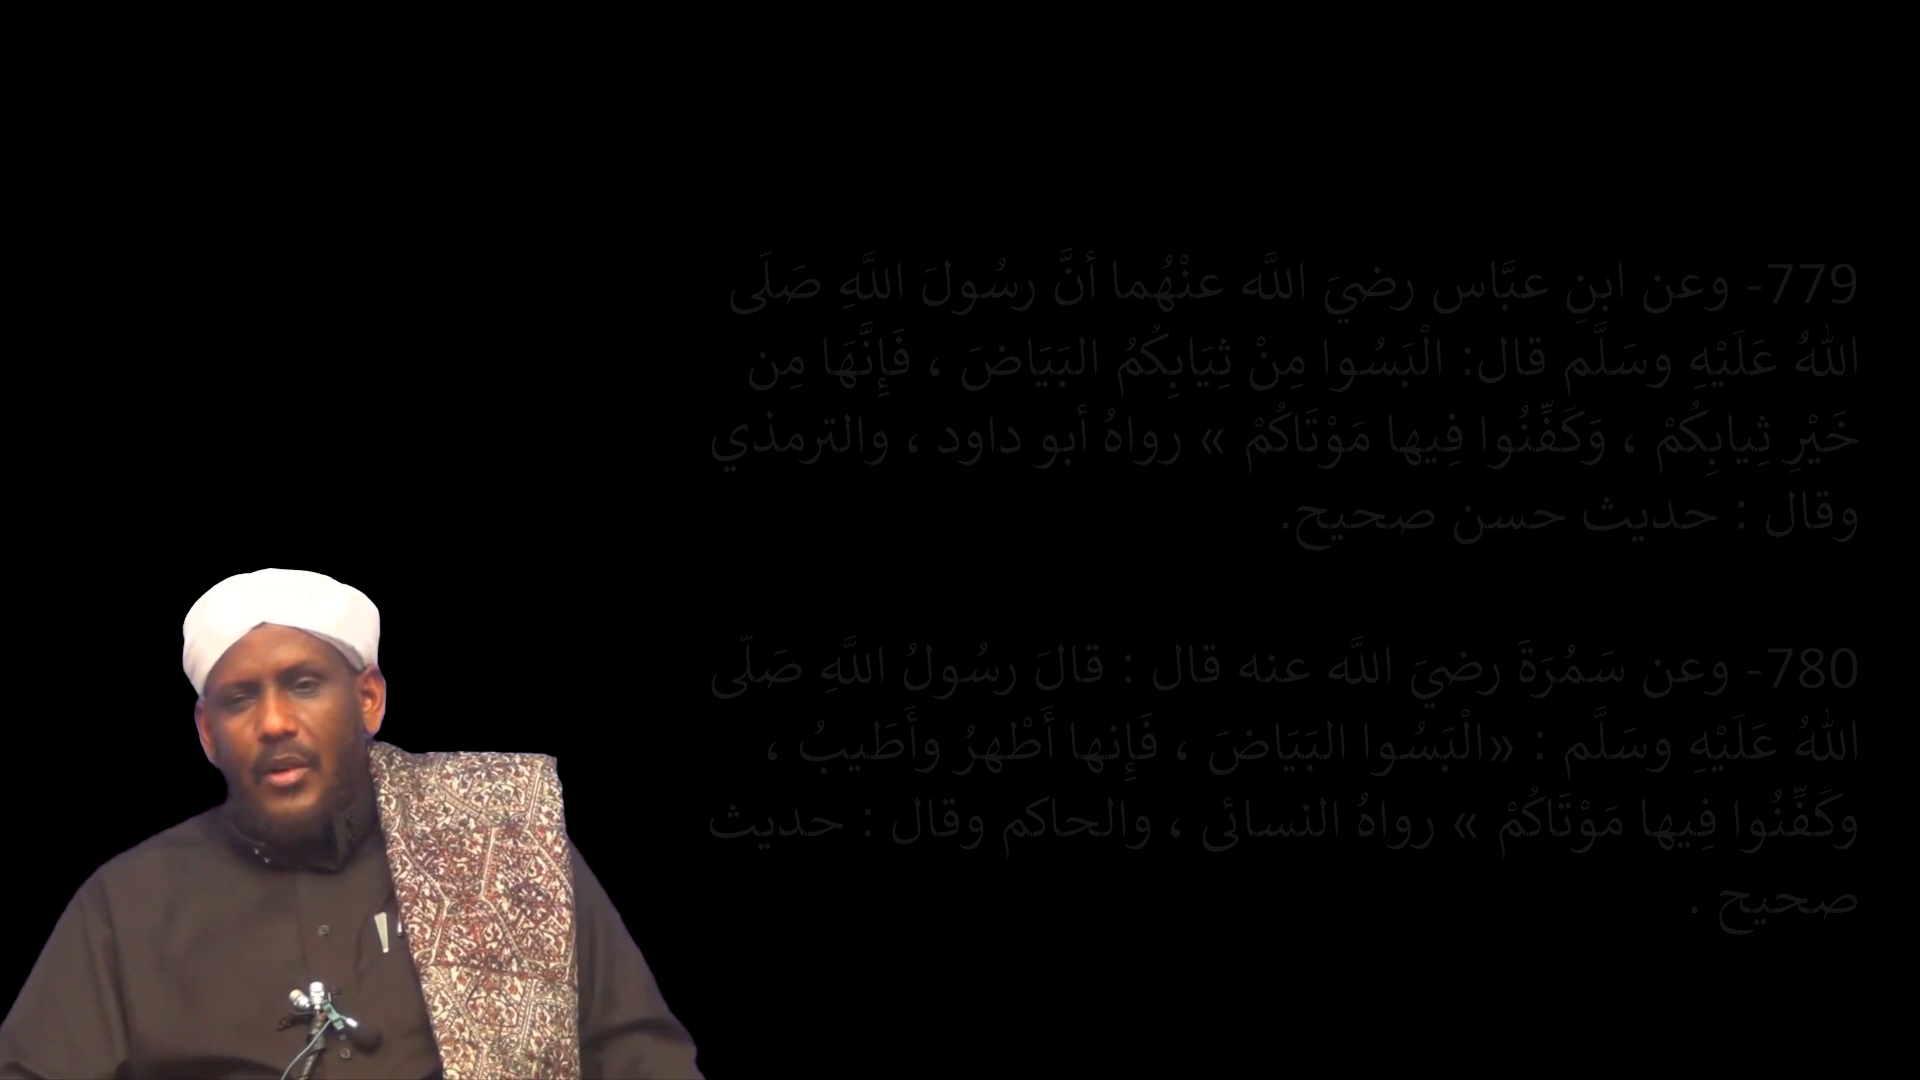 779- وعن ابنِ عبَّاس رضيَ اللَّه عنْهُما أنَّ رسُولَ اللَّهِ صَلّى
اللهُ عَلَيْهِ وسَلَّم قال: الْبَسُوا مِنْ ثِيَابِكُمُ البَيَاضَ ، فَإِنَّهَا مِن
خَيْرِ ثِيابِكُمْ ، وَكَفِّنُوا فِيها مَوْتَاكُمْ » رواهُ أبو داود ، والترمذي
وقال : حديث حسن صحيح.
780- وعن سَمُرَةَ رضيَ اللَّه عنه قال : قالَ رسُولُ اللَّهِ صَلّى
اللهُ عَلَيْهِ وسَلَّم : «الْبَسُوا البَيَاضَ ، فَإِنها أَطْهرُ وأَطَيبُ ،
وكَفِّنُوا فِيها مَوْتَاكُمْ » رواهُ النسائى ، والحاكم وقال : حديث
صحيح .